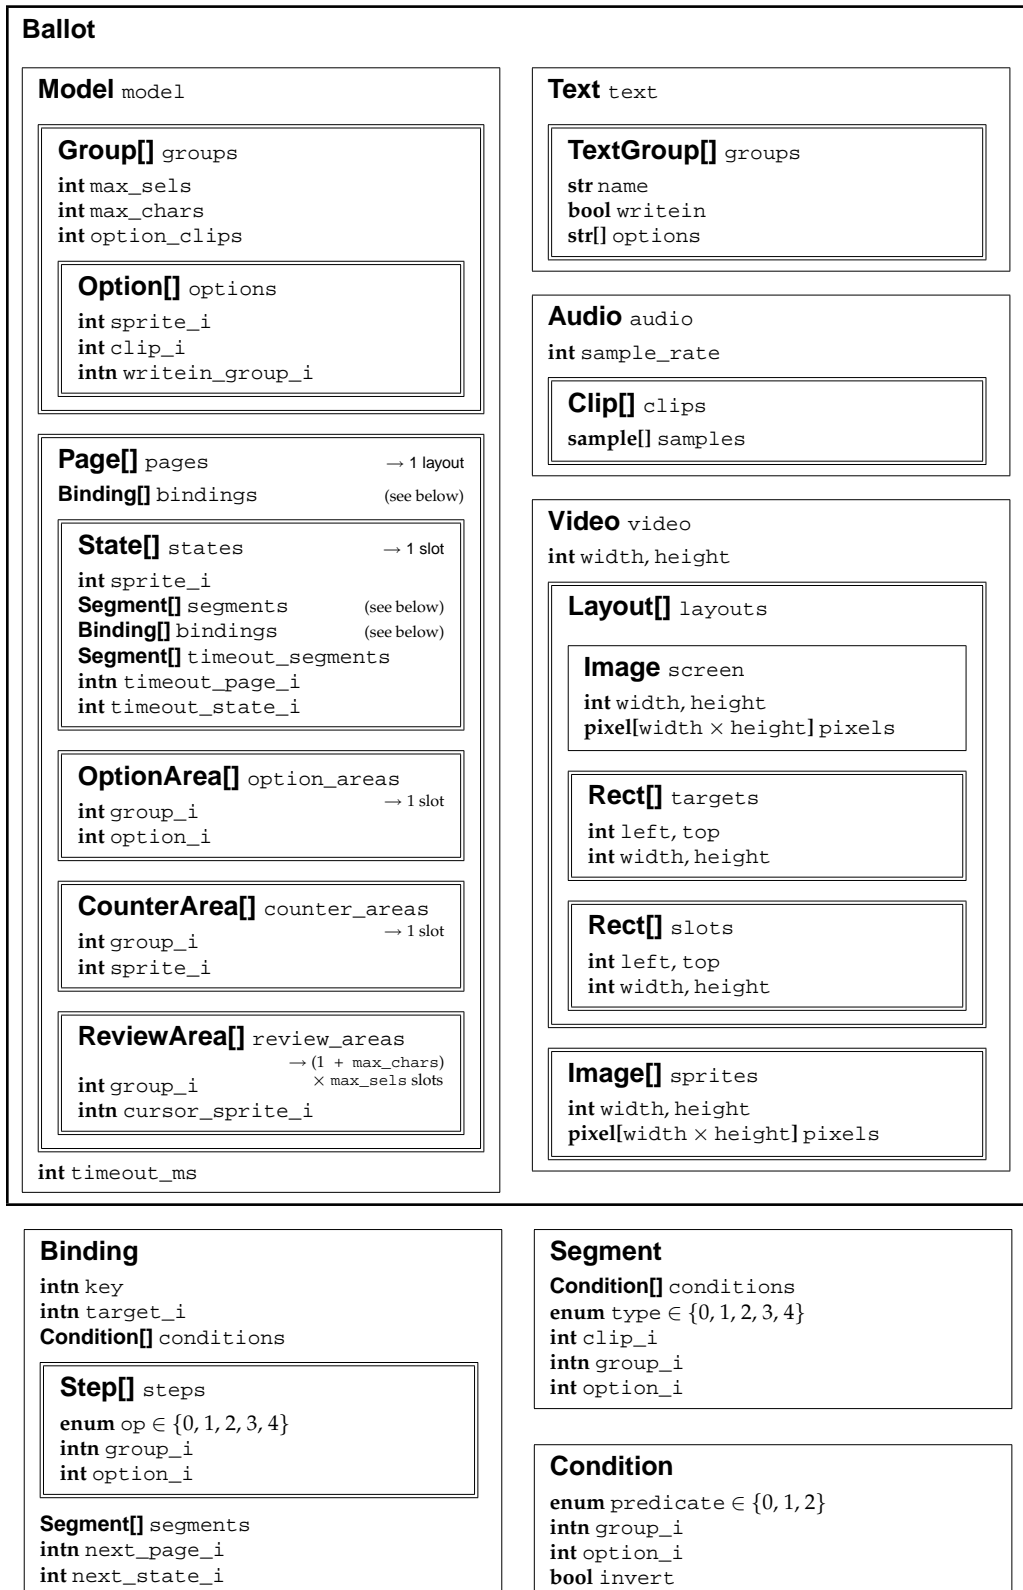 Ballot
Model model
Group[] groups
int max_sels
int max_chars
int option_clips
Option[] options
int sprite_i
int clip_i
intn writein_group_i
Page[] pages → 1 layout
Binding[] bindings (see below)
State[] states → 1 slot
int sprite_i
Segment[] segments (see below)
Binding[] bindings (see below)
Segment[] timeout_segments
intn timeout_page_i
int timeout_state_i
OptionArea[] option_areas
→ 1 slot
int group_i
int option_i
CounterArea[] counter_areas
→ 1 slot
int group_i
int sprite_i
ReviewArea[] review_areas
→ (1 + max_chars)
int group_i × max_sels slots
intn cursor_sprite_i
int timeout_ms
Text text
TextGroup[] groups
str name
bool writein
str[] options
Audio audio
int sample_rate
Clip[] clips
sample[] samples
Video video
int width, height
Layout[] layouts
Image screen
int width, height
pixel[width × height] pixels
Rect[] targets
int left, top
int width, height
Rect[] slots
int left, top
int width, height
Image[] sprites
int width, height
pixel[width × height] pixels
Binding
intn key
intn target_i
Condition[] conditions
Step[] steps
enum op ∈ {0, 1, 2, 3, 4}
intn group_i
int option_i
Segment[] segments
intn next_page_i
int next_state_i
Segment
Condition[] conditions
enum type ∈ {0, 1, 2, 3, 4}
int clip_i
intn group_i
int option_i
Condition
enum predicate ∈ {0, 1, 2}
intn group_i
int option_i
bool invert